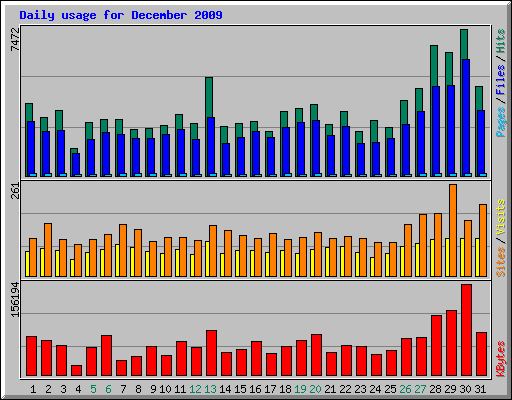 Daily usage for December 2009
7472
Pages / Files / Hits
261
Sites / Visits
156194
KBytes
1 2 3 4 5 6 7 8 9 10 11 12 13 14 15 16 17 18 19 20 21 22 23 24 25 26 27 28 29 30 31